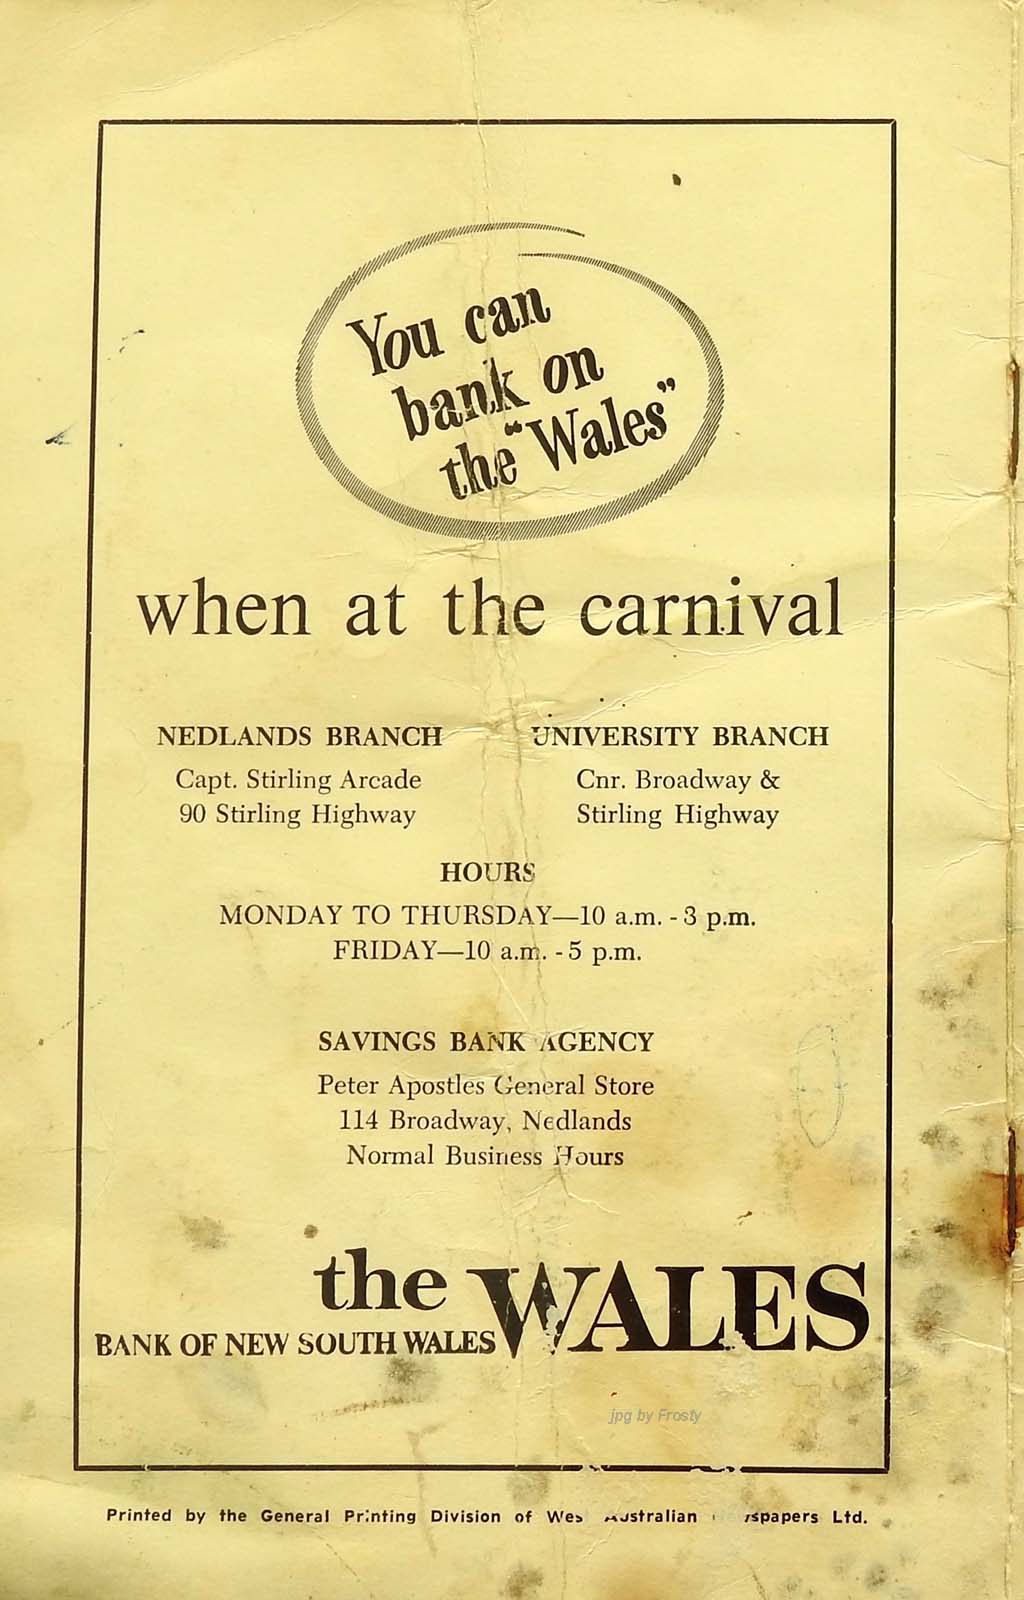 You can
bank on
the "Wales"
when at the carnival
NEDLANDS BRANCH
Capt. Stirling Arcade
90 Stirling Highway
UNIVERSITY BRANCH
Cnr. Broadway &
Stirling Highway
HOURS
MONDAY TO THURSDAY—10 a.m. - 3 p.m.
FRIDAY—10 a.m. - 5 p.m.
SAVINGS BANK AGENCY
Peter Apostles General Store
114 Broadway, Nedlands
Normal Business Hours
the WALES
BANK OF NEW SOUTH WALES
jpg by Frosty
Printed by the General Printing Division of West Australian Newspapers Ltd.